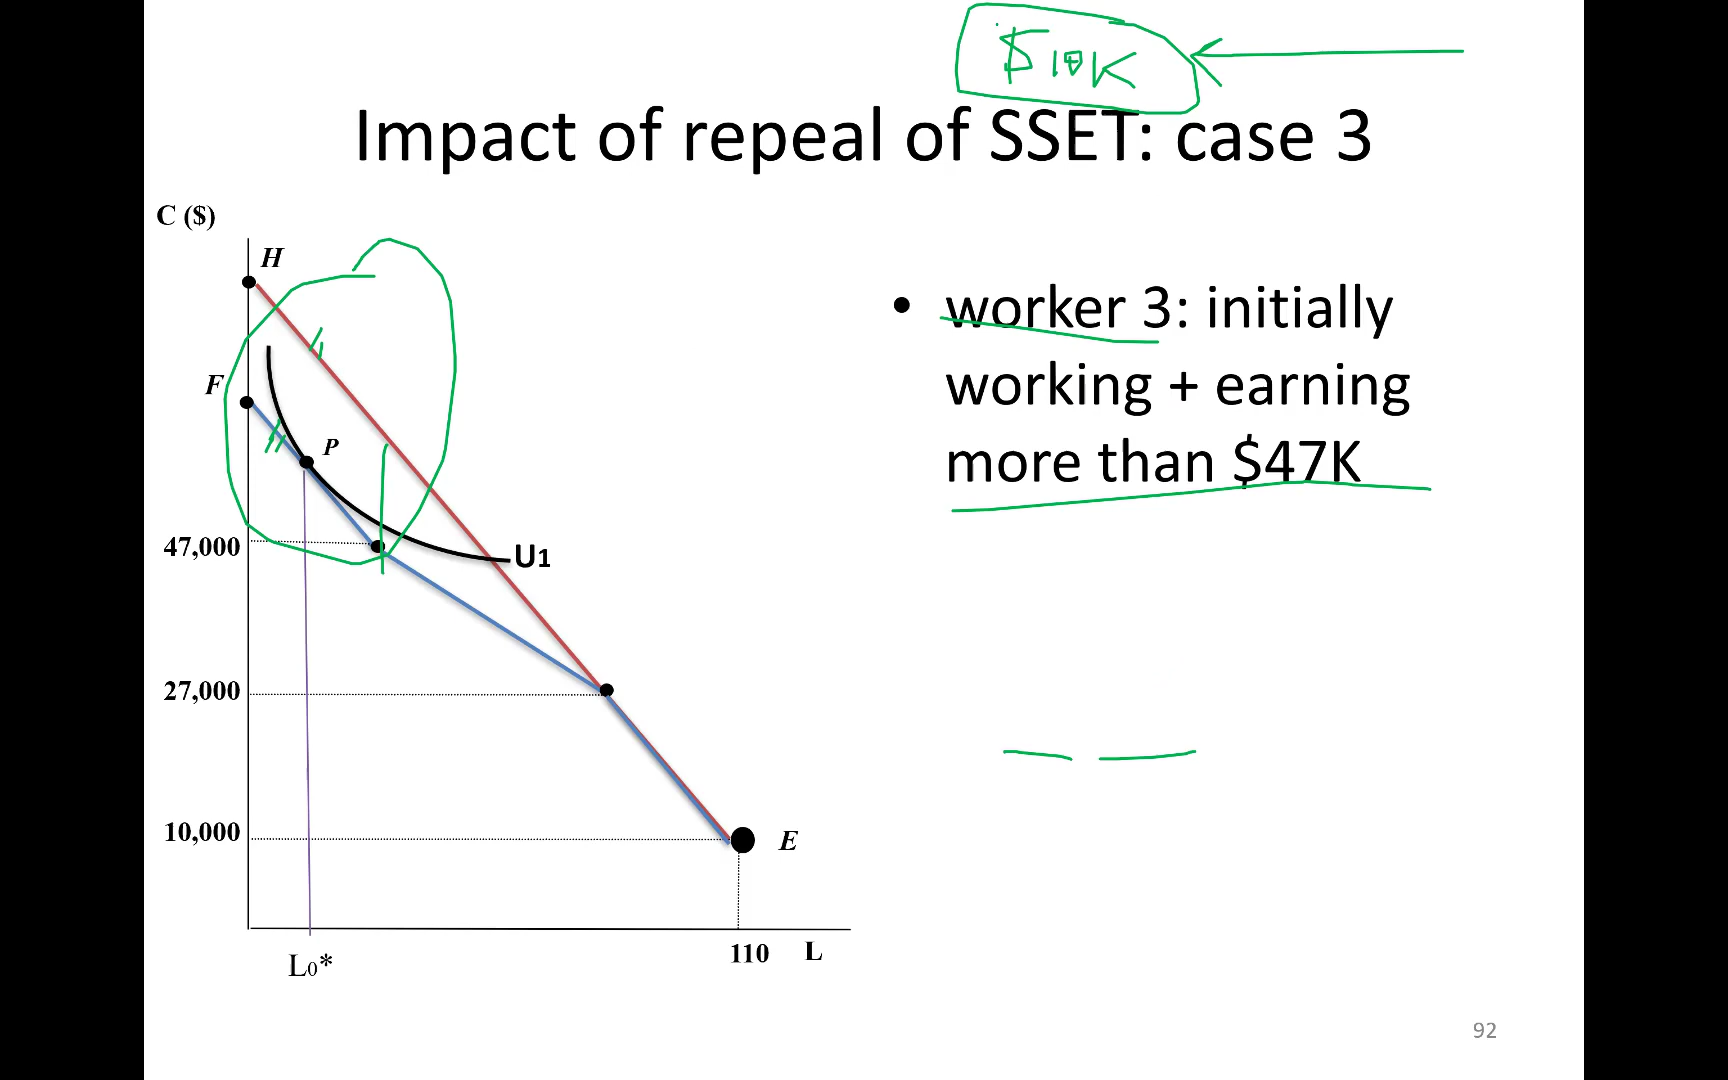 $10K
Impact of repeal of SSET: case 3
C ($)
H
F
P
47,000
U1
27,000
10,000
E
110
L
L0*
• worker 3: initially
working + earning
more than $47K
92